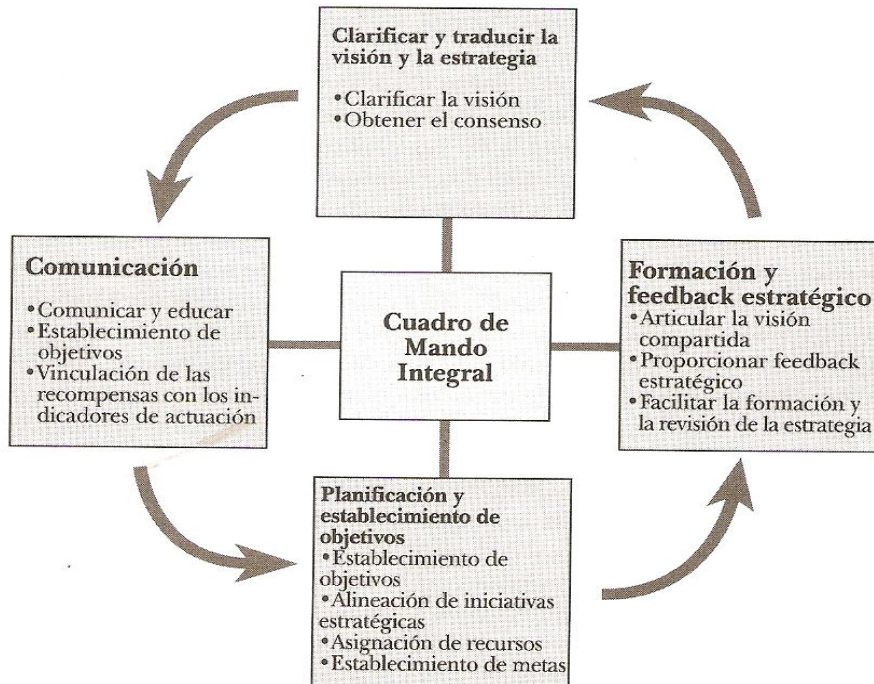 Clarificar y traducir la
visión y la estrategia
•Clarificar la visión
•Obtener el consenso
Comunicación
•Comunicar y educar
•Establecimiento de
objetivos
•Vinculación de las
recompensas con los in-
dicadores de actuación
Cuadro de
Mando
Integral
Formación y
feedback estratégico
•Articular la visión
compartida
•Proporcionar feedback
estratégico
•Facilitar la formación y
la revisión de la estrategia
Planificación y
establecimiento de
objetivos
•Establecimiento de
objetivos
•Alineación de iniciativas
estratégicas
•Asignación de recursos
•Establecimiento de metas